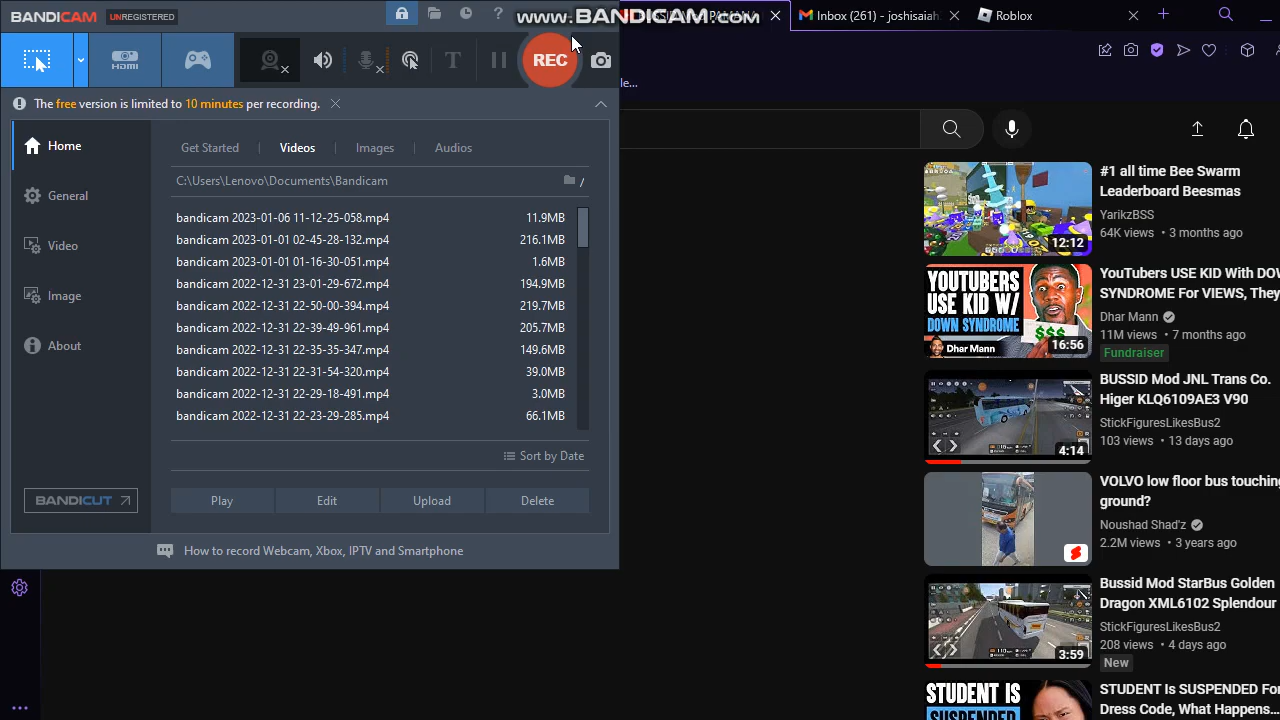 BANDICAM UNREGISTERED
www.BANDICAM.com
Inbox (261) - joshisaiah
Roblox
HDMI
T
REC
The free version is limited to 10 minutes per recording.
Home
General
Video
Image
About
BANDICUT
Get Started
Videos
Images
Audios
C:\Users\Lenovo\Documents\Bandicam
/
bandicam 2023-01-06 11-12-25-058.mp4 11.9MB
bandicam 2023-01-01 02-45-28-132.mp4 216.1MB
bandicam 2023-01-01 01-56-30-051.mp4 1.6MB
bandicam 2022-12-31 23-01-29-672.mp4 194.9MB
bandicam 2022-12-31 22-50-00-394.mp4 219.7MB
bandicam 2022-12-31 22-39-49-961.mp4 205.7MB
bandicam 2022-12-31 22-35-35-347.mp4 149.6MB
bandicam 2022-12-31 22-31-54-320.mp4 39.0MB
bandicam 2022-12-31 22-29-18-491.mp4 3.0MB
bandicam 2022-12-31 22-23-29-285.mp4 66.1MB
Sort by Date
Play
Edit
Upload
Delete
How to record Webcam, Xbox, IPTV and Smartphone
le...
12:12
#1 all time Bee Swarm
Leaderboard Beesmas
YarikzBSS
64K views • 3 months ago
YOUTUBERS
USE KID W/
DOWN SYNDROME
$$$
Dhar Mann
16:56
YouTubers USE KID With DOW
SYNDROME For VIEWS, They
Dhar Mann
11M views • 7 months ago
Fundraiser
4:14
BUSSID Mod JNL Trans Co.
Higer KLQ6109AE3 V90
StickFiguresLikesBus2
103 views • 13 days ago
VOLVO low floor bus touching
ground?
Noushad Shad'z
2.2M views • 3 years ago
3:59
Bussid Mod StarBus Golden
Dragon XML6102 Splendour
StickFiguresLikesBus2
208 views • 4 days ago
New
STUDENT IS
SUSPENDED
STUDENT Is SUSPENDED For
Dress Code, What Happens...